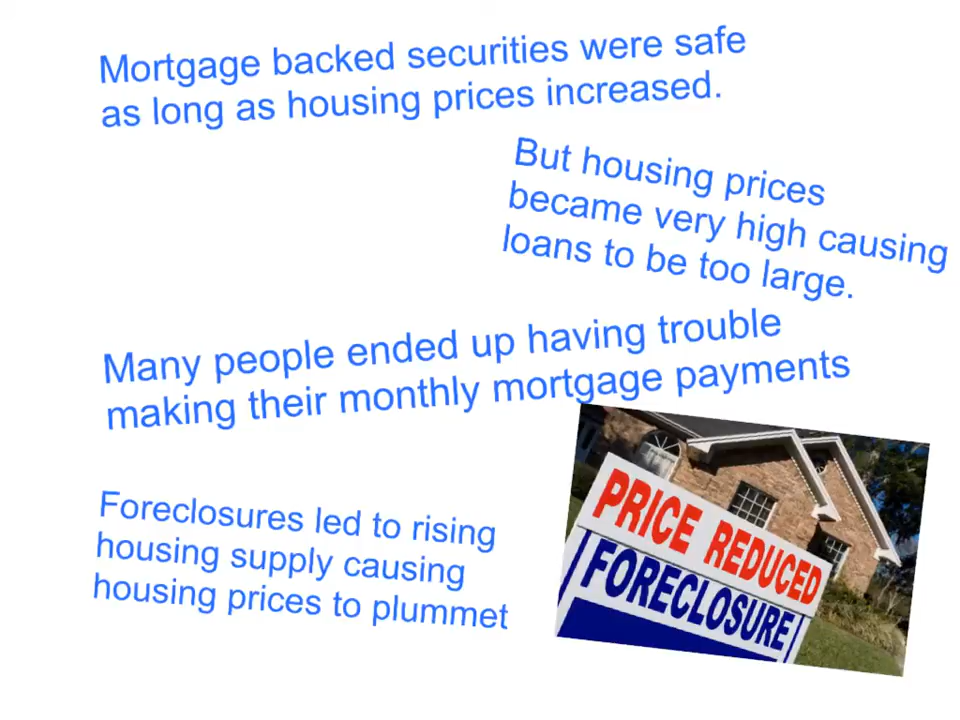 Mortgage backed securities were safe
as long as housing prices increased.
But housing prices
became very high causing
loans to be too large.
Many people ended up having trouble
making their monthly mortgage payments
Foreclosures led to rising
housing supply causing
housing prices to plummet
PRICE REDUCED
FORECLOSURE